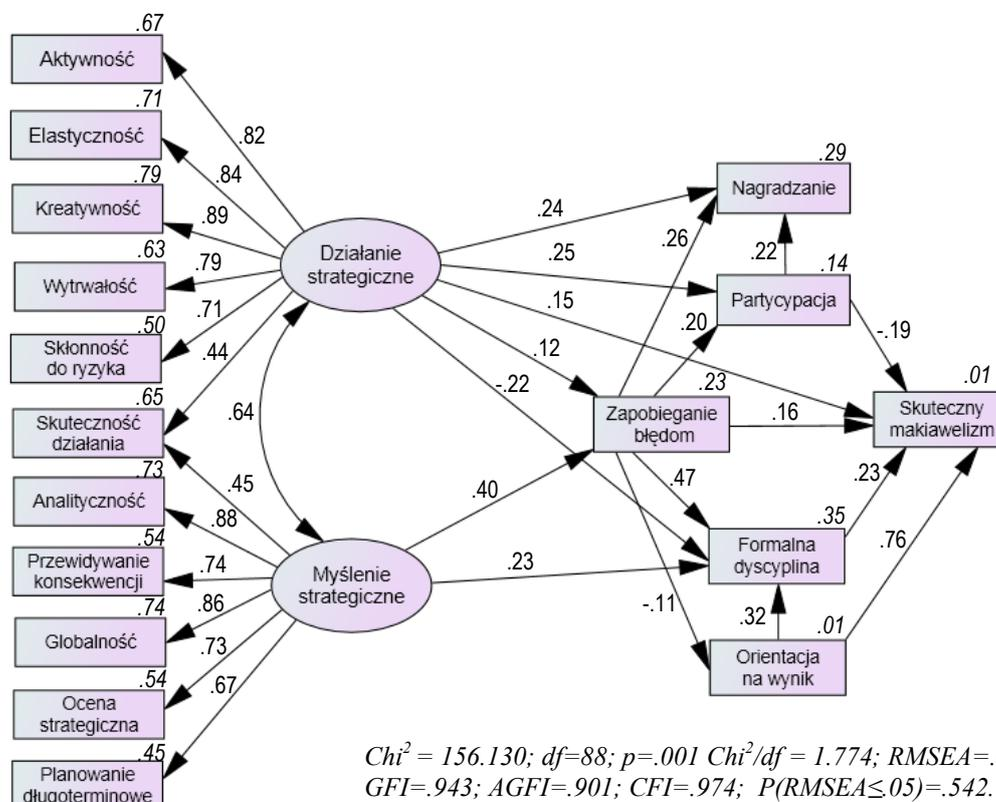 .67
Aktywność
.71
Elastyczność
.79
Kreatywność
.63
Wytrwałość
.50
Skłonność
do ryzyka
.65
Skuteczność
działania
.73
Analityczność
.54
Przewidywanie
konsekwencji
.74
Globalność
.54
Ocena
strategiczna
.45
Planowanie
długoterminowe
.82
.84
.89
.79
.71
.44
.45
.88
.74
.86
.73
.67
Działanie
strategiczne
.64
Myślenie
strategiczne
.24
.25
.15
.12
-.22
.40
.23
.29
Nagradzanie
.26
.22
.14
Partycypacja
.20
-.19
.23
Zapobieganie
błędom
.16
.01
Skuteczny
makiawelizm
.47
.23
.35
Formalna
dyscyplina
.76
-.11
.32
.01
Orientacja
na wynik
Chi² = 156.130; df=88; p=.001 Chi²/df = 1.774; RMSEA=.
GFI=.943; AGFI=.901; CFI=.974; P(RMSEA≤.05)=.542.